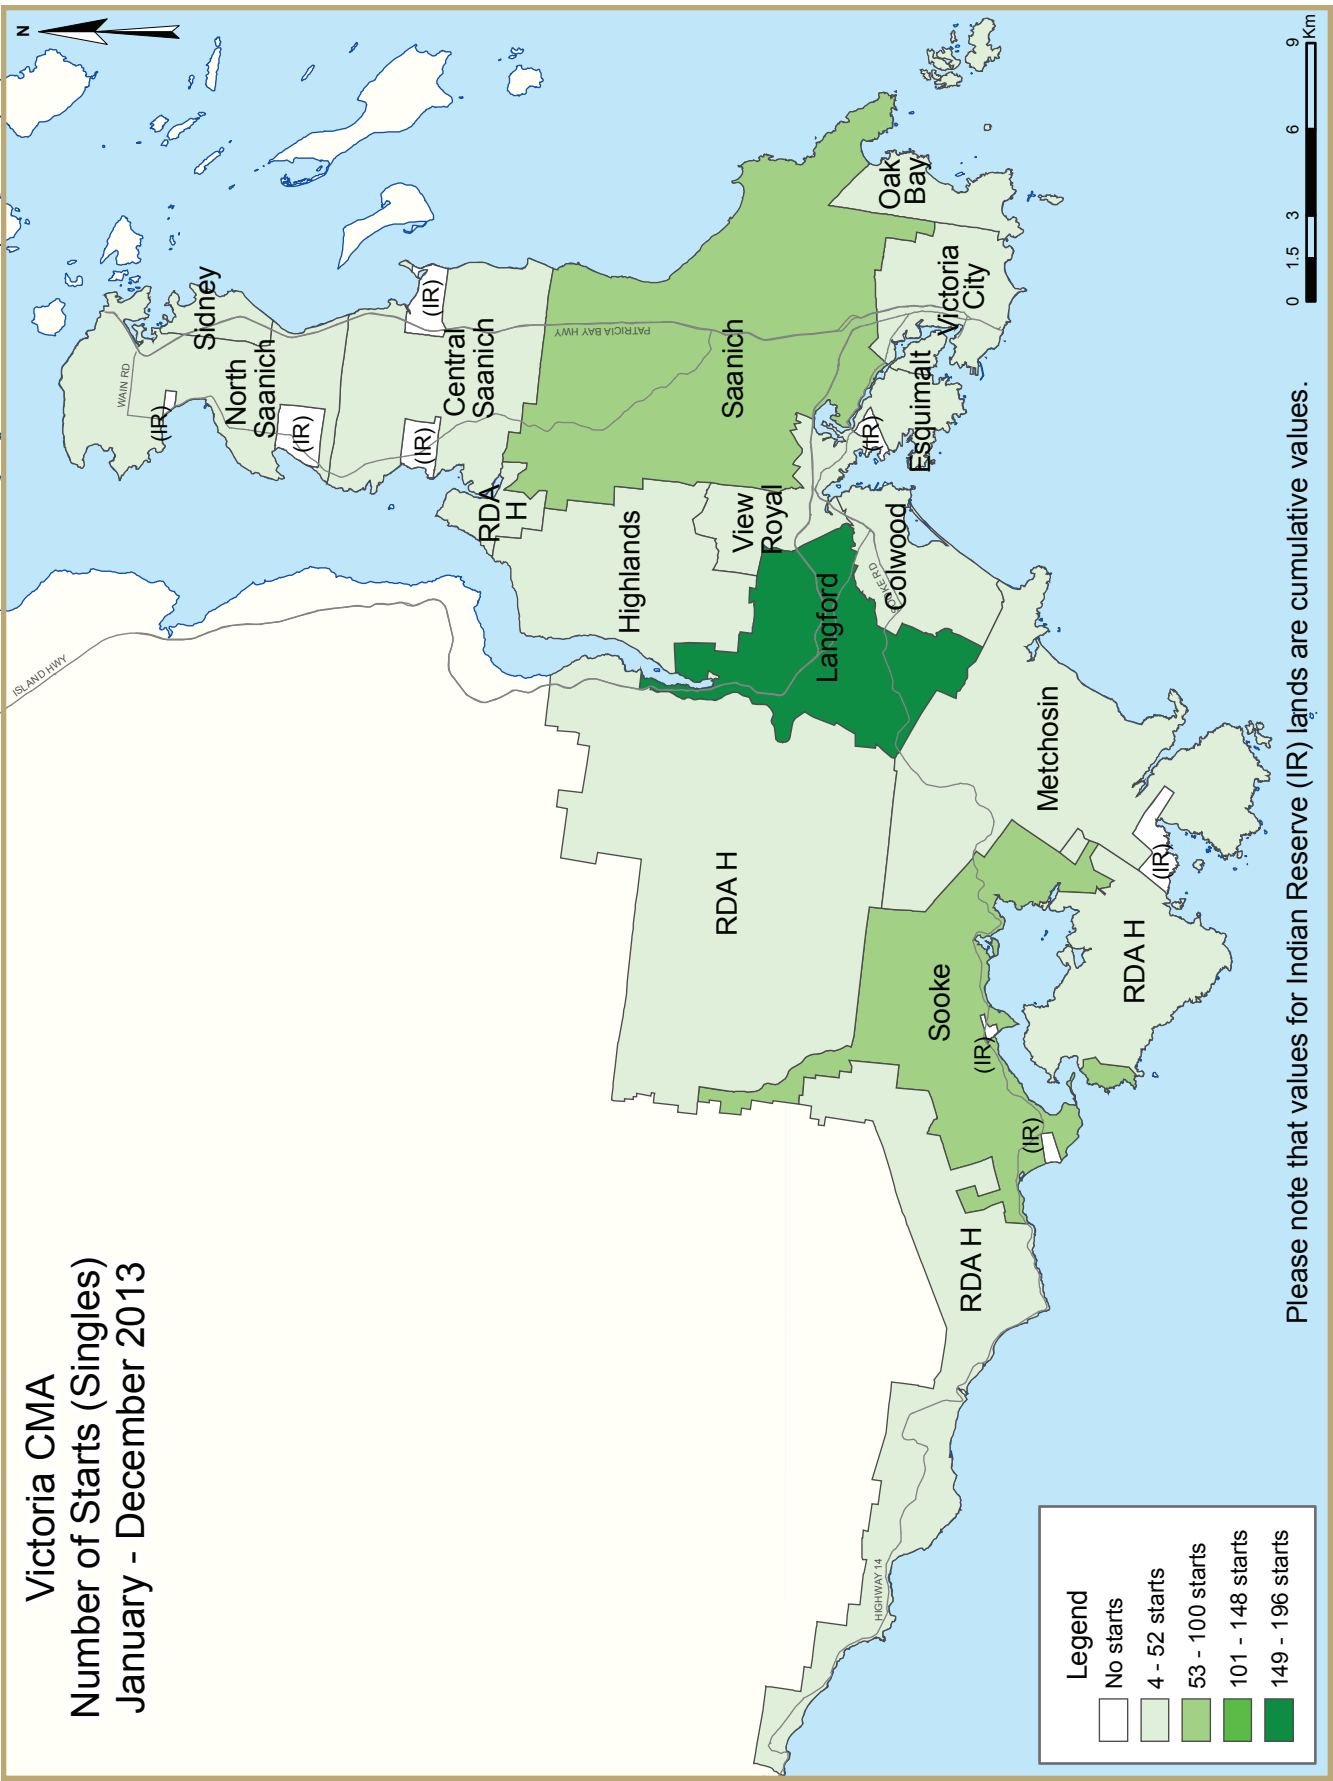 Victoria CMA
Number of Starts (Singles)
January - December 2013
N
ISLAND HWY
WAIN RD
Sidney
(IR)
North
Saanich
(IR)
(IR)
Central
Saanich
(IR)
PATRICIA BAY HWY
RDA
H
Saanich
Highlands
View
Royal
Oak
Bay
Victoria
City
Esquimalt
(IR)
Langford
Colwood
Metchosin
(IR)
RDA H
Sooke
(IR)
(IR)
RDA H
RDA H
HIGHWAY 14
Legend
No starts
4 - 52 starts
53 - 100 starts
101 - 148 starts
149 - 196 starts
0 1.5 3 6 9
Km
Please note that values for Indian Reserve (IR) lands are cumulative values.